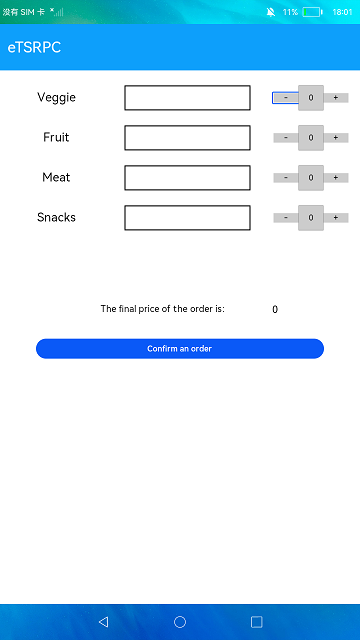 没有 SIM 卡 11% 18:01
eTSRPC
Veggie - 0 +
Fruit - 0 +
Meat - 0 +
Snacks - 0 +
The final price of the order is: 0
Confirm an order